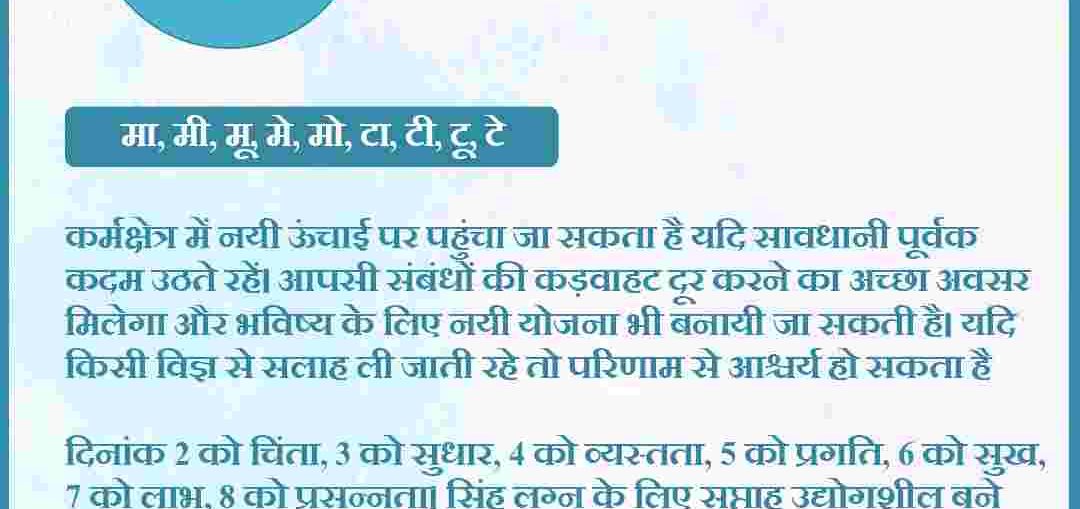 मा, मी, मू, मे, मो, टा, टी, टू, टे
कर्मक्षेत्र में नयी ऊंचाई पर पहुंचा जा सकता है यदि सावधानी पूर्वक
कदम उठते रहें। आपसी संबंधों की कड़वाहट दूर करने का अच्छा अवसर
मिलेगा और भविष्य के लिए नयी योजना भी बनायी जा सकती है। यदि
किसी विज्ञ से सलाह ली जाती रहे तो परिणाम से आश्चर्य हो सकता है
दिनांक 2 को चिंता, 3 को सुधार, 4 को व्यस्तता, 5 को प्रगति, 6 को सुख,
7 को लाभ, 8 को प्रसन्नता। सिंह लग्न के लिए सप्ताह उद्योगशील बने